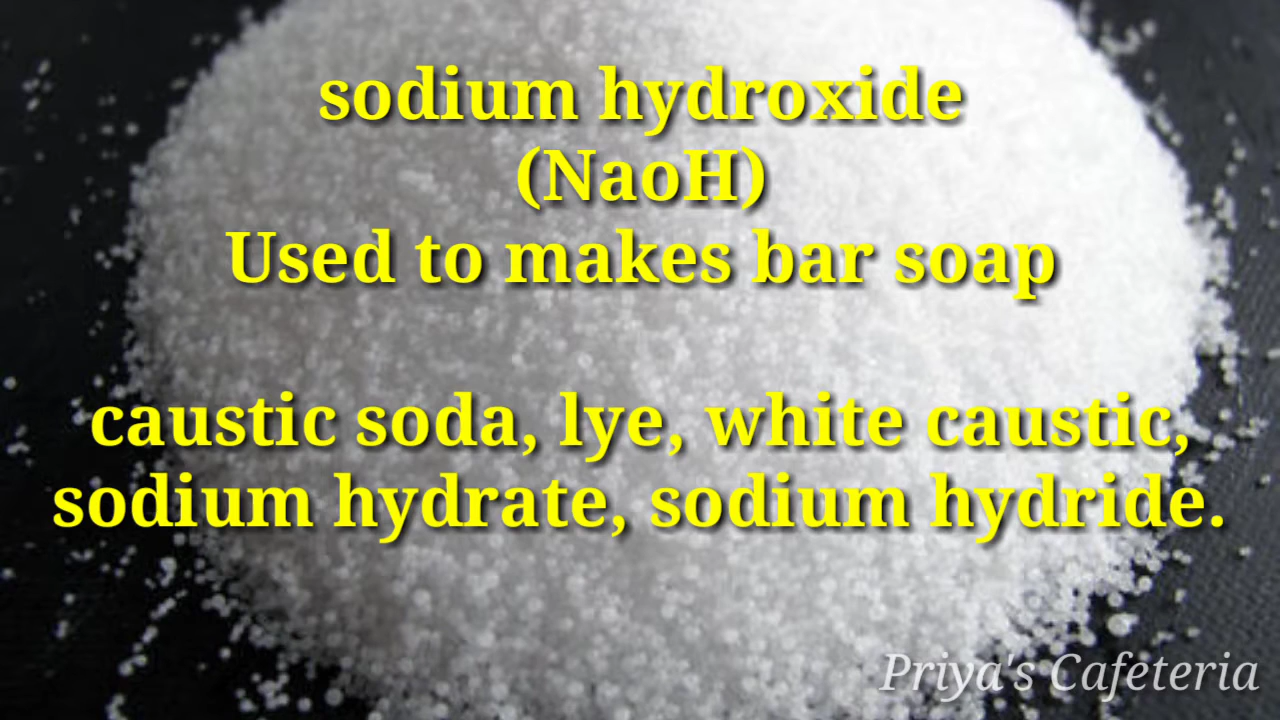 sodium hydroxide
(NaoH)
Used to makes bar soap
caustic soda, lye, white caustic,
sodium hydrate, sodium hydride.
Priya's Cafeteria